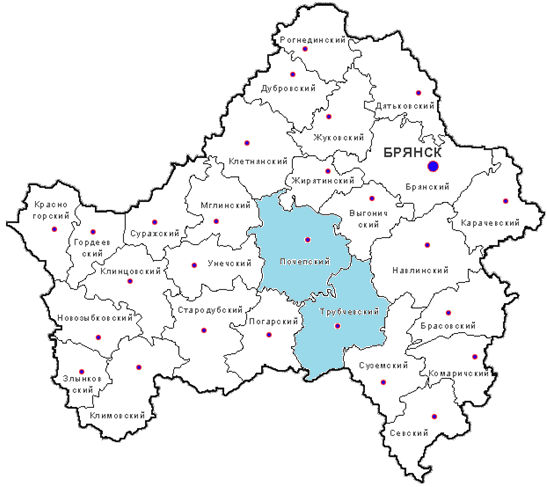 Рогнединский
Дубровский
Дятьковский
Жуковский
БРЯНСК
Клетнянский
Жирятинский
Брянский
Мглинский
Красно
горский
Выгонич
ский
Карачевский
Гордеев
ский
Суражский
Почепский
Унечский
Клинцовский
Навлинский
Новозыбковский
Стародубский
Погарский
Трубчевский
Брасовский
Суземский
Комаричский
Злынков
ский
Климовский
Севский